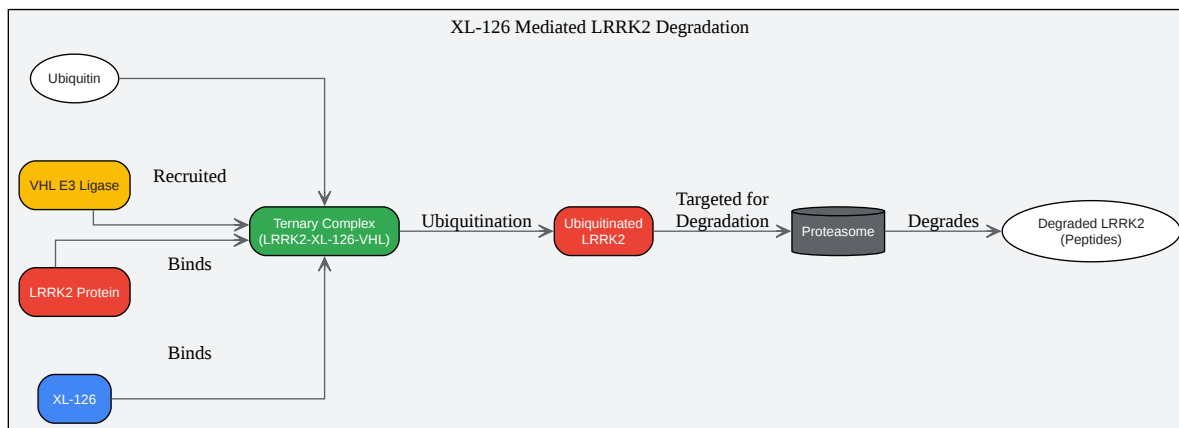 XL-126 Mediated LRRK2 Degradation
Ubiquitin
VHL E3 Ligase
Recruited
LRRK2 Protein
Binds
XL-126
Binds
Ternary Complex
(LRRK2-XL-126-VHL)
Ubiquitination
Ubiquitinated
LRRK2
Targeted for
Degradation
Proteasome
Degrades
Degraded LRRK2
(Peptides)